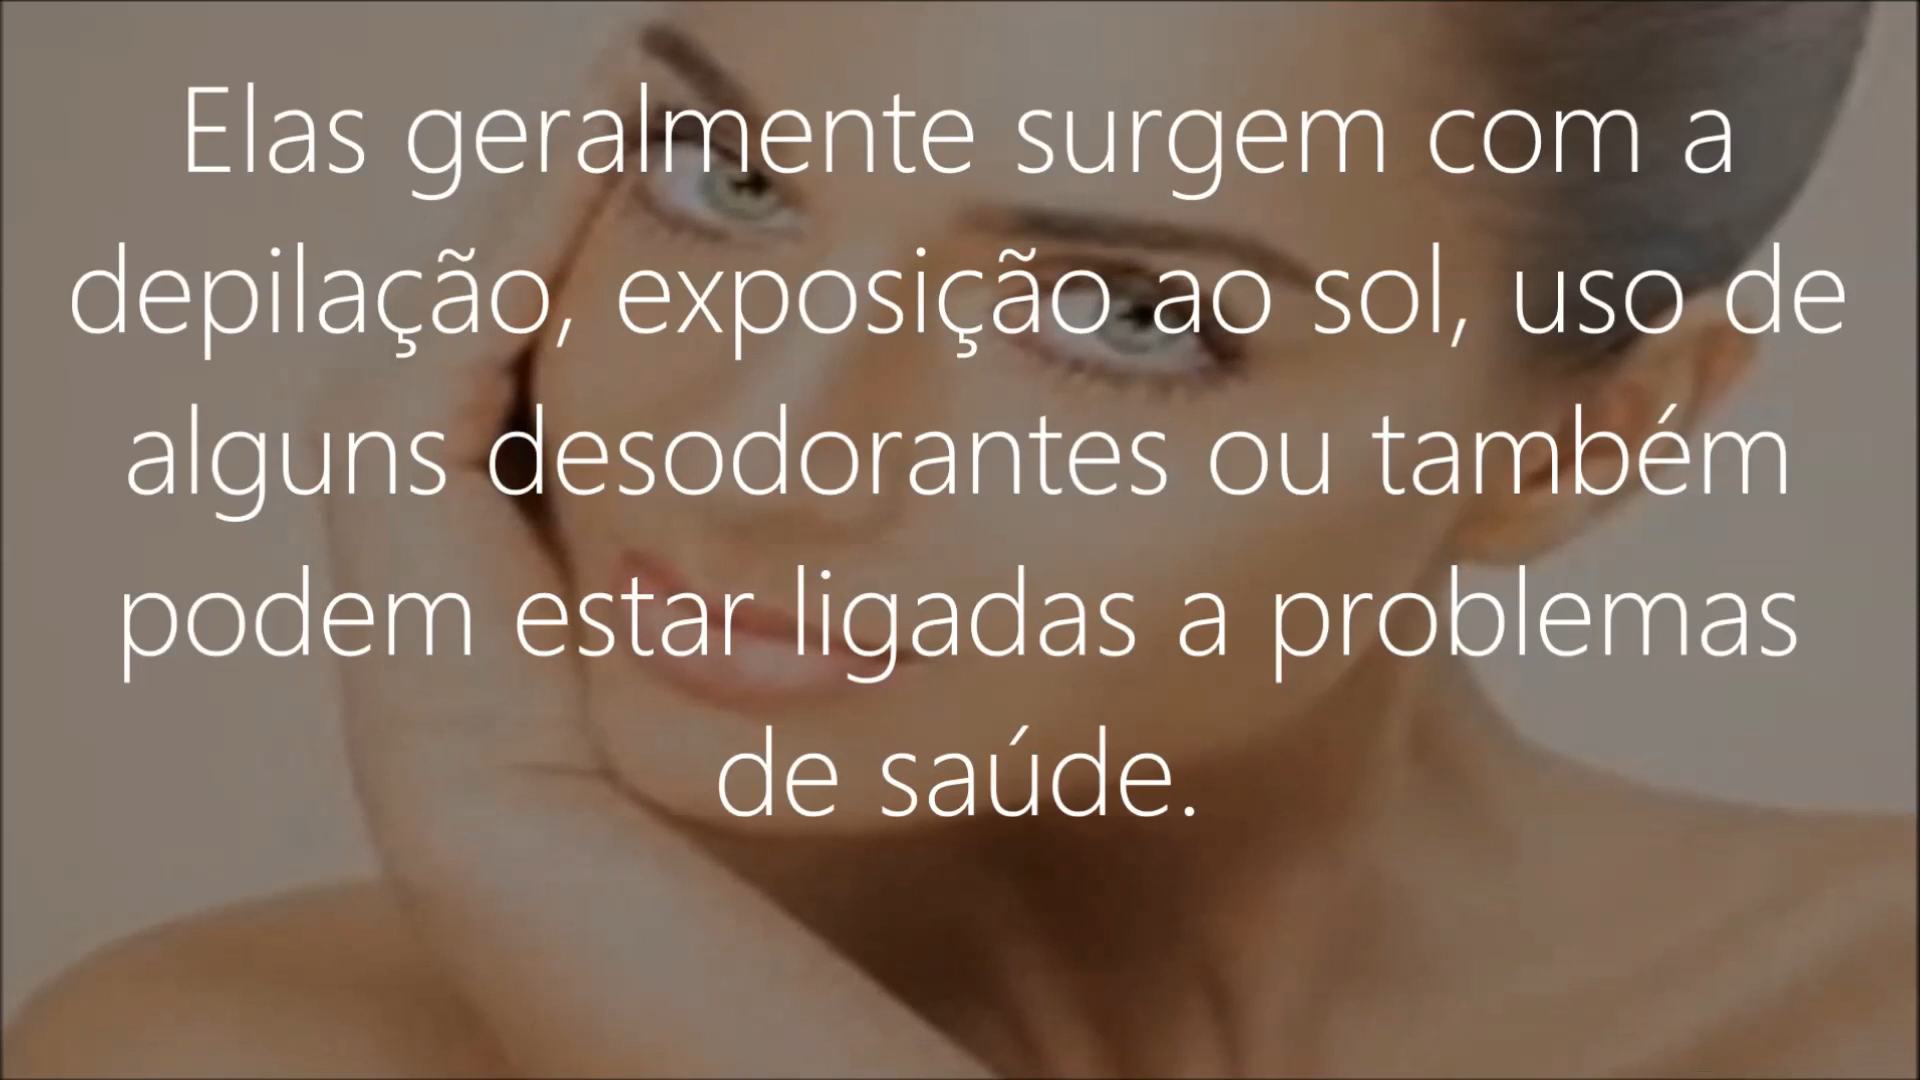 Elas geralmente surgem com a
depilação, exposição ao sol, uso de
alguns desodorantes ou também
podem estar ligadas a problemas
de saúde.